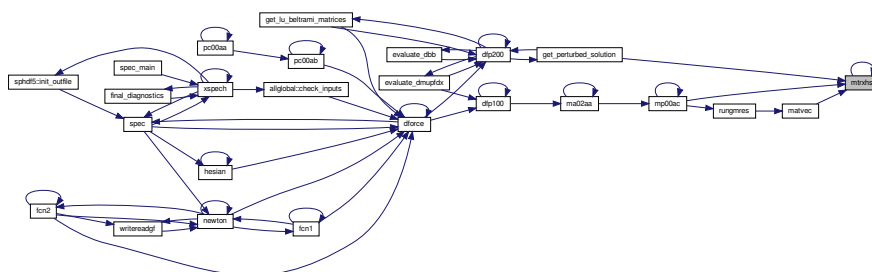 get_lu_beltrami_matrices
pc00aa
evaluate_dbb
dfp200
get_perturbed_solution
pc00ab
spec_main
sphdf5::init_outfile
xspech
allglobal::check_inputs
evaluate_dmupfdx
mtrxhs
final_diagnostics
dfp100
ma02aa
mp00ac
rungmres
matvec
spec
dforce
hesian
fcn2
newton
writereadgf
fcn1